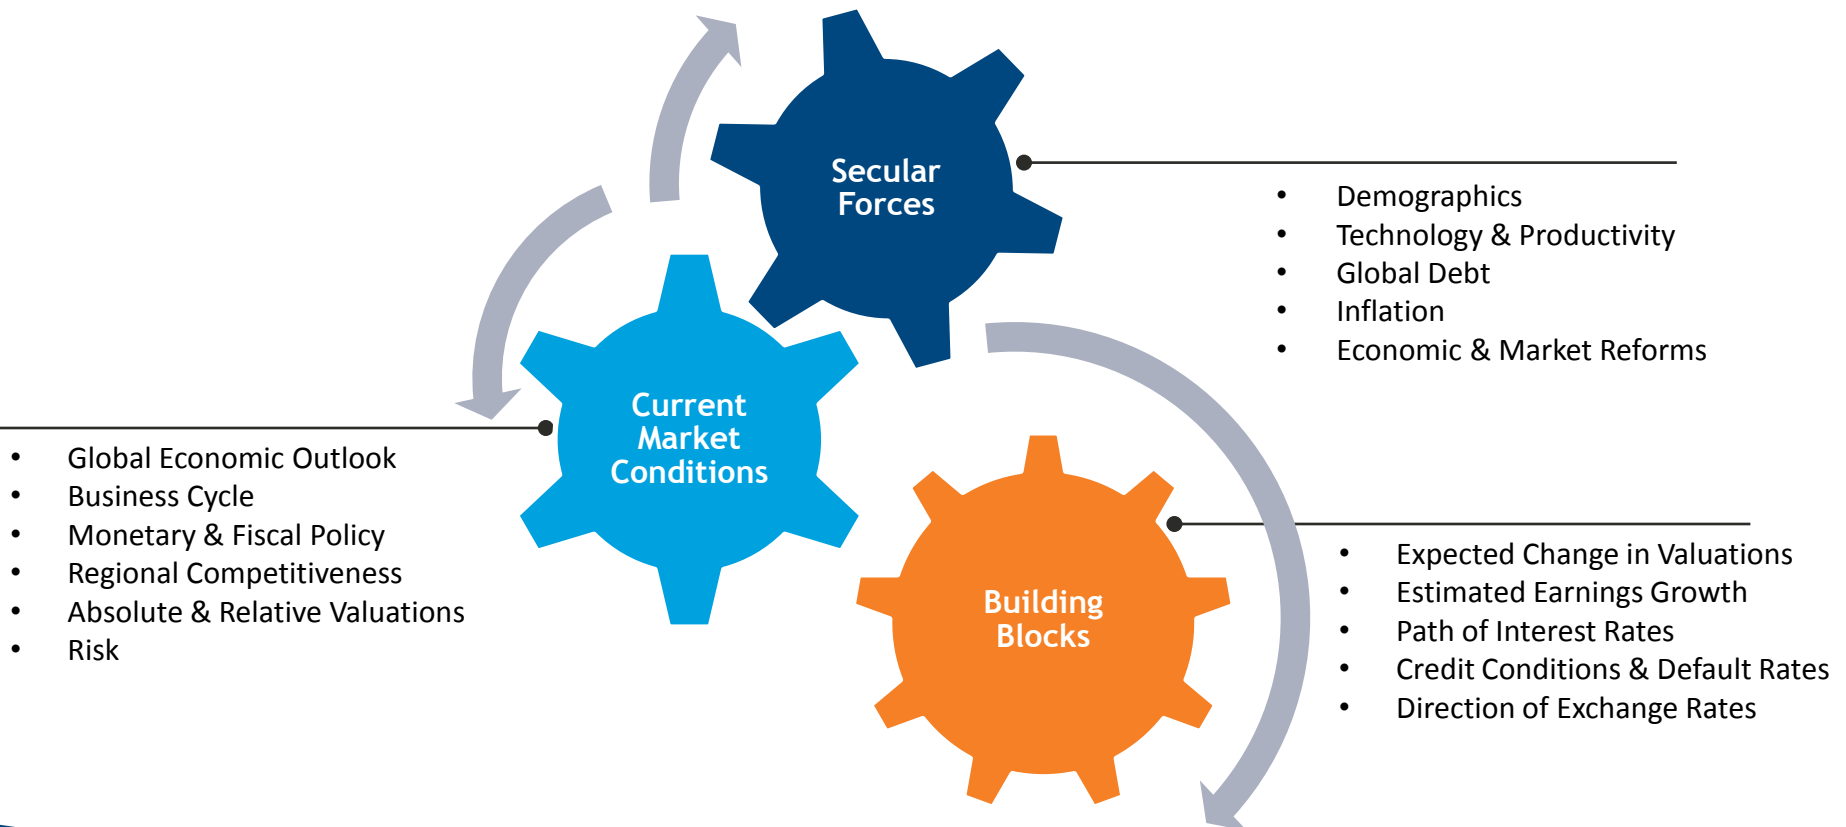 Secular
Forces
• Demographics
• Technology & Productivity
• Global Debt
• Inflation
• Economic & Market Reforms
Current
Market
Conditions
• Global Economic Outlook
• Business Cycle
• Monetary & Fiscal Policy
• Regional Competitiveness
• Absolute & Relative Valuations
• Risk
Building
Blocks
• Expected Change in Valuations
• Estimated Earnings Growth
• Path of Interest Rates
• Credit Conditions & Default Rates
• Direction of Exchange Rates